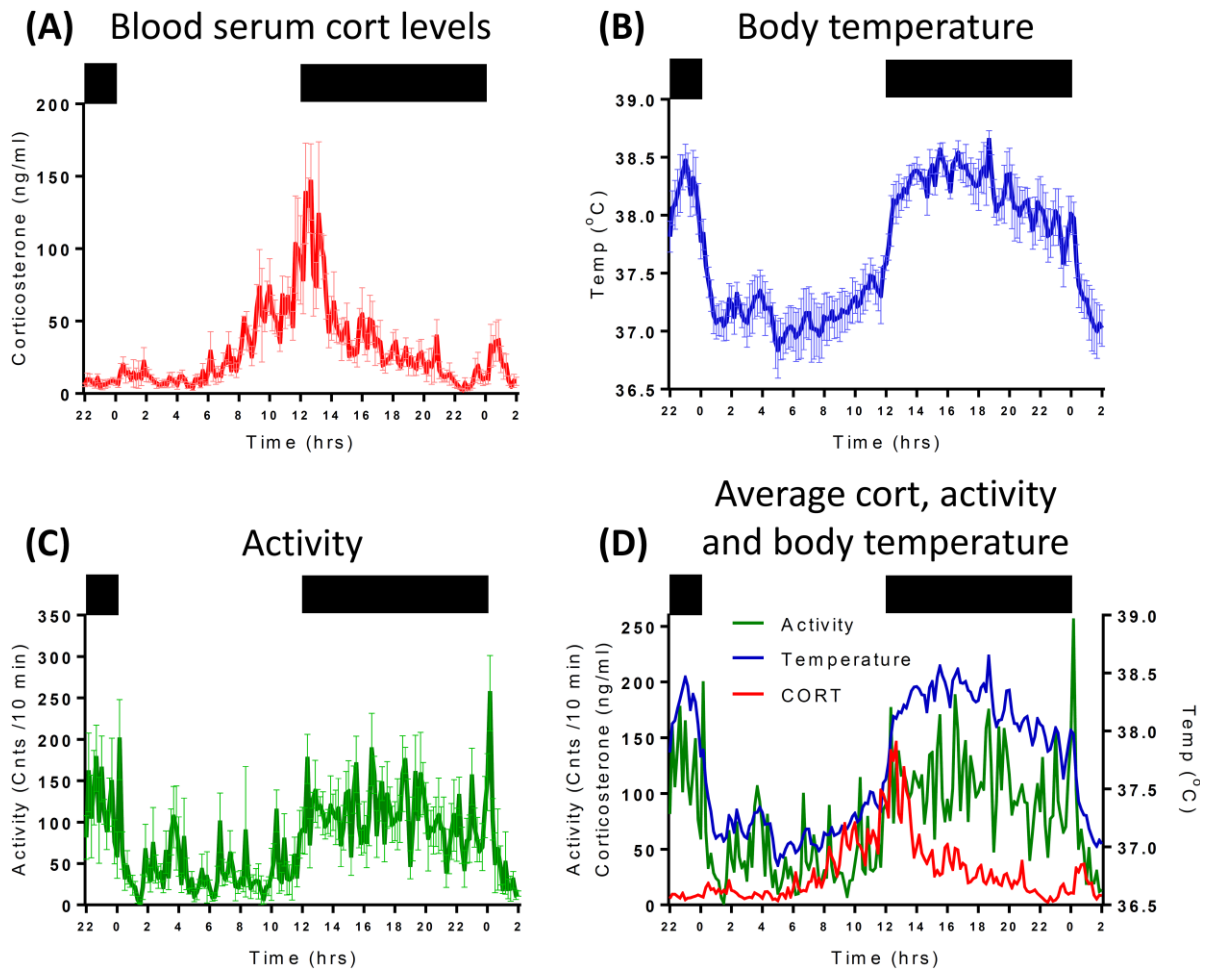 (A) Blood serum cort levels
200
150
100
50
0
Corticosterone (ng/ml)
22 0 2 4 6 8 10 12 14 16 18 20 22 0 2
Time (hrs)
(B) Body temperature
39.0
38.5
38.0
37.5
37.0
36.5
Temp (°C)
22 0 2 4 6 8 10 12 14 16 18 20 22 0 2
Time (hrs)
(C) Activity
350
300
250
200
150
100
50
0
Activity (Cnts /10 min)
22 0 2 4 6 8 10 12 14 16 18 20 22 0 2
Time (hrs)
(D) Average cort, activity
and body temperature
250
200
150
100
50
0
Activity (Cnts /10 min)
Corticosterone (ng/ml)
Activity
Temperature
CORT
39.0
38.5
38.0
37.5
37.0
36.5
Temp (°C)
22 0 2 4 6 8 10 12 14 16 18 20 22 0 2
Time (hrs)